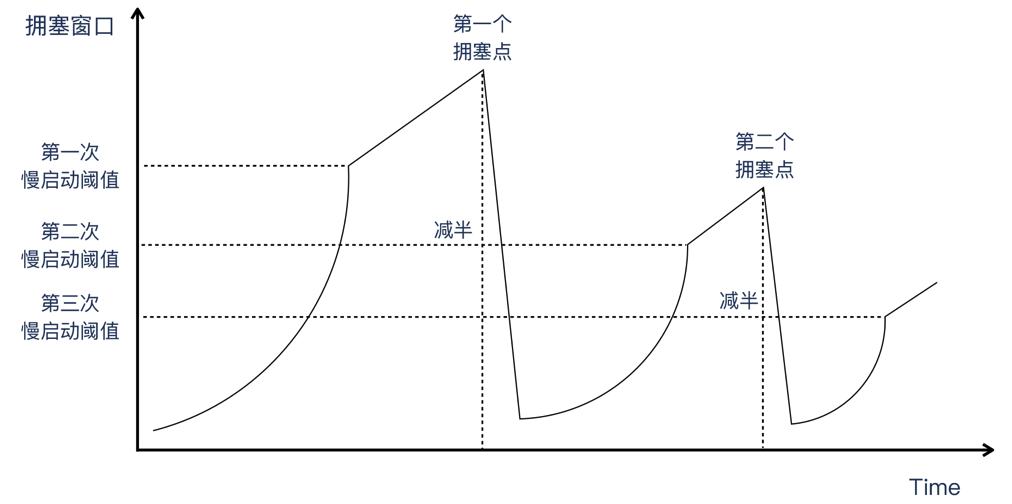 拥塞窗口
第一个
拥塞点
第一次
慢启动阈值
第二个
拥塞点
第二次
慢启动阈值
减半
第三次
慢启动阈值
减半
Time